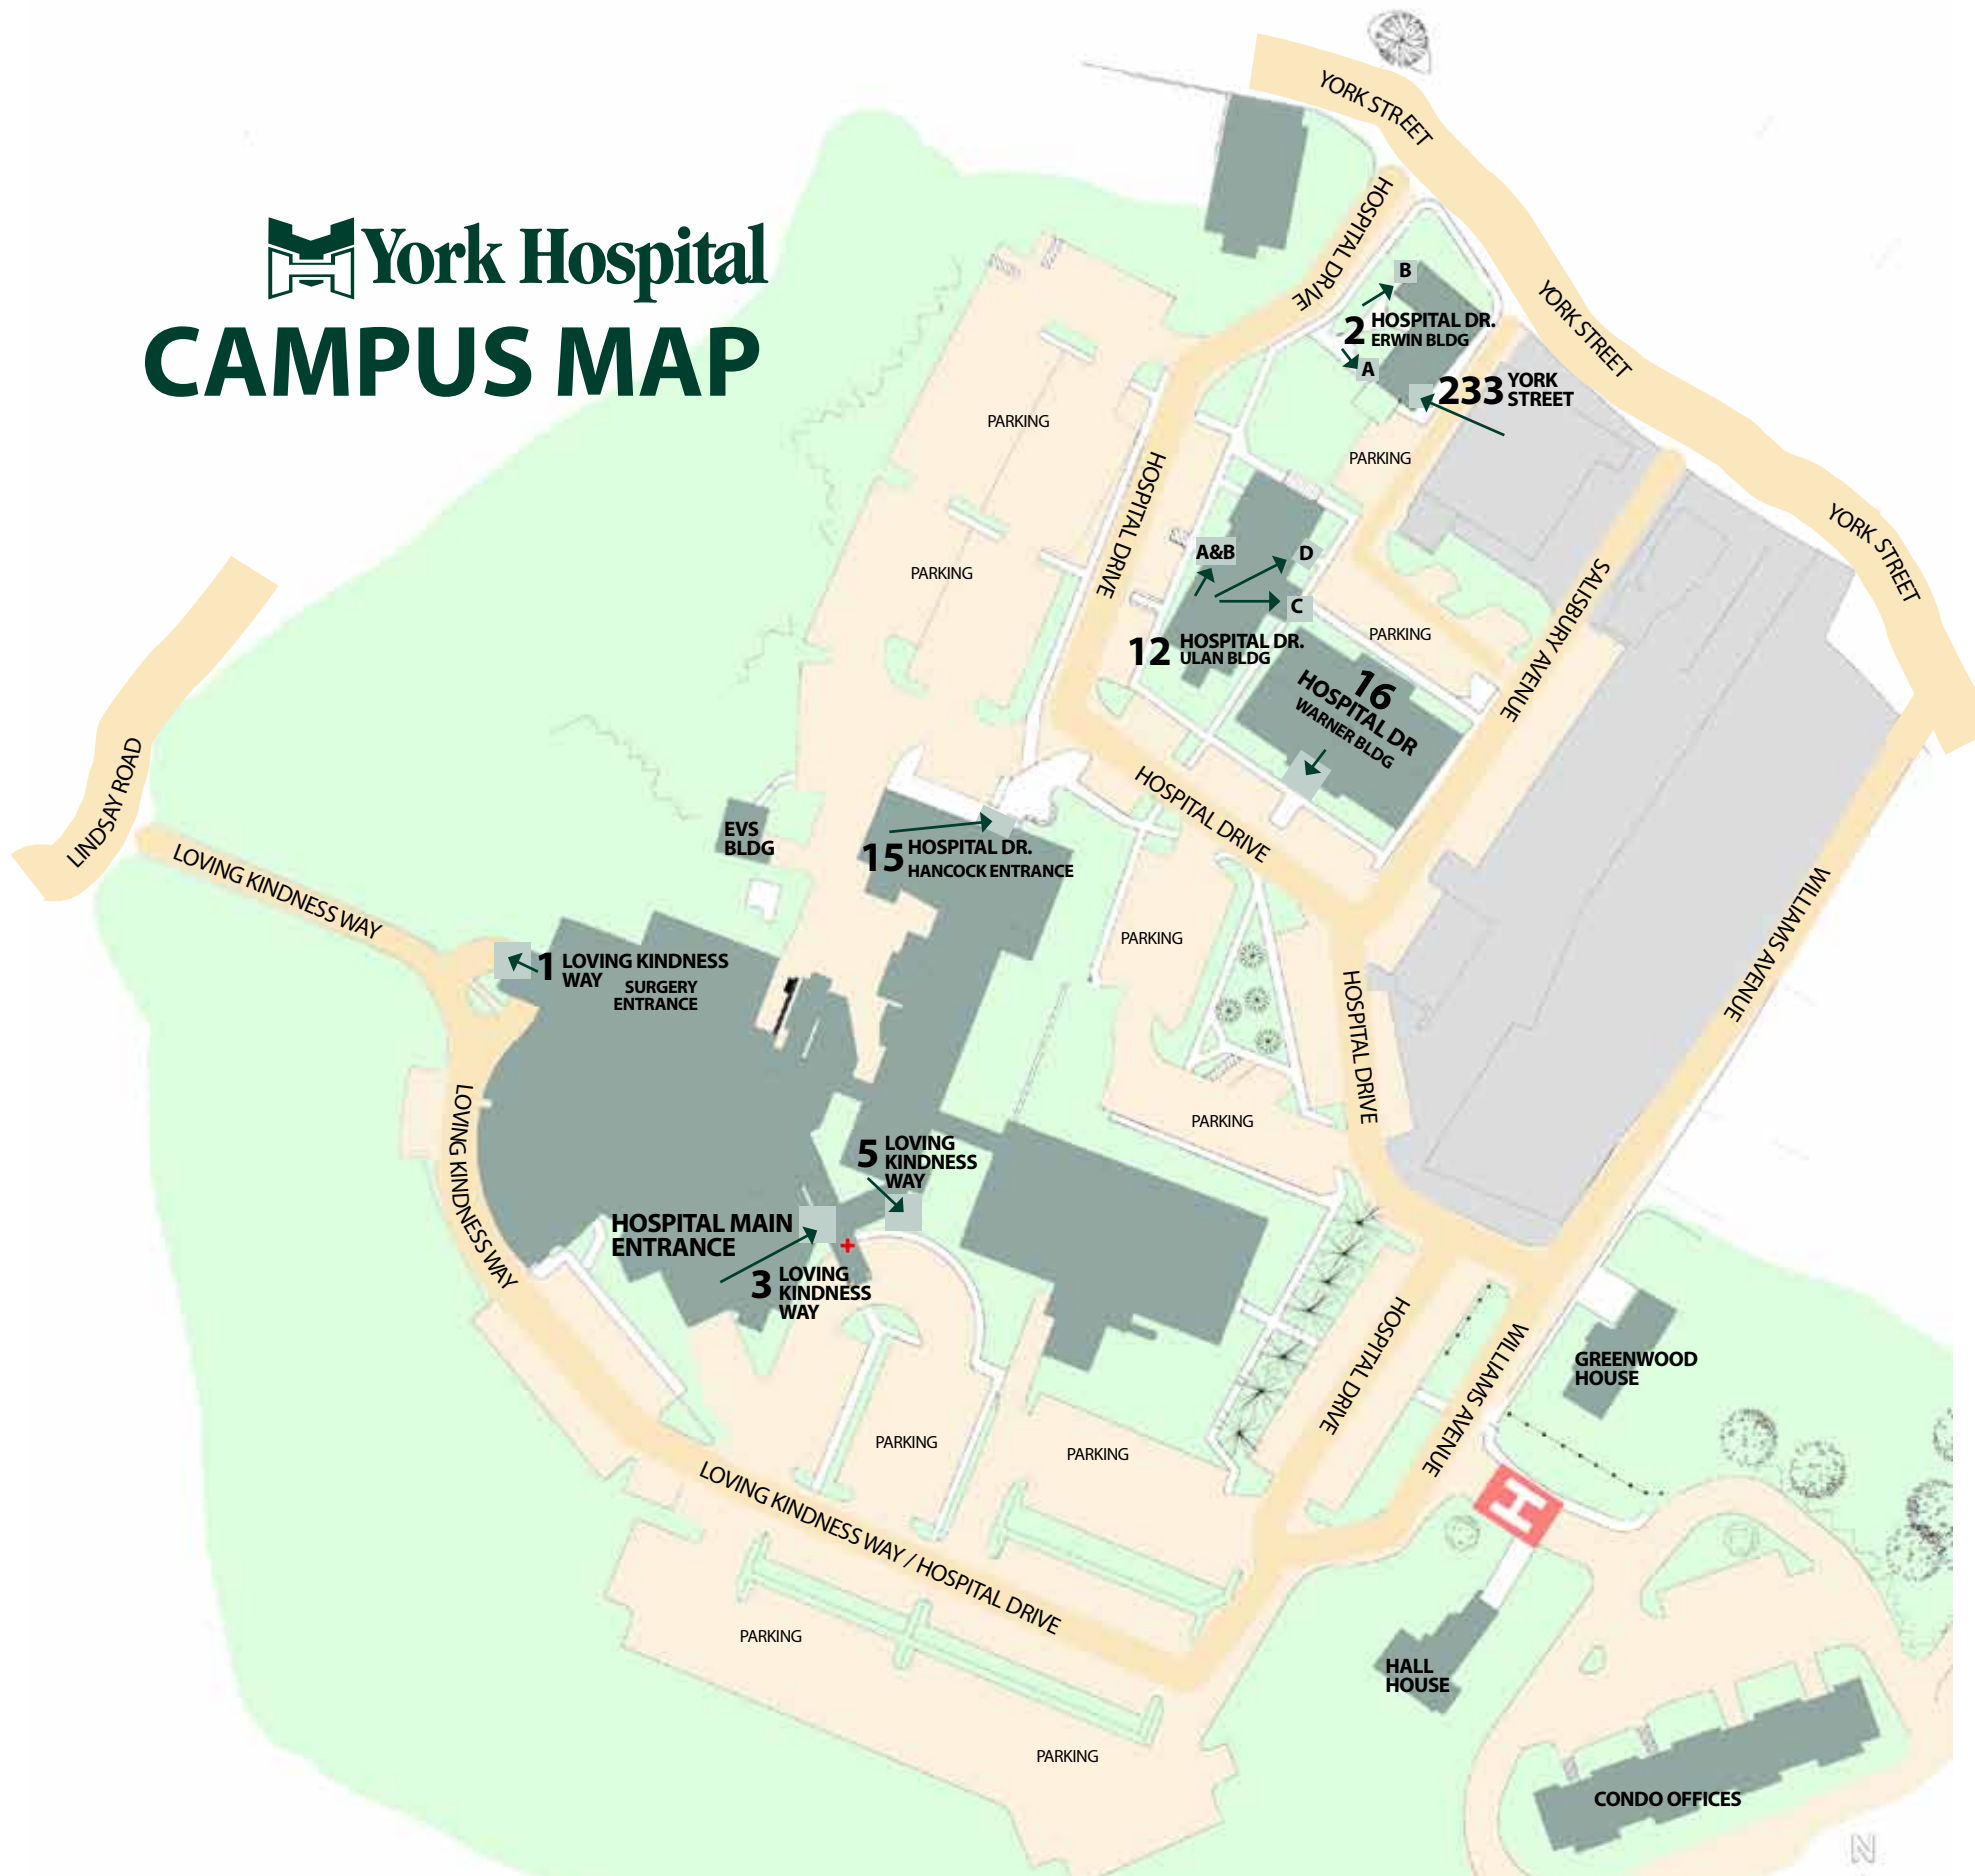 York Hospital
CAMPUS MAP
YORK STREET
HOSPITAL DRIVE
B
2 HOSPITAL DR.
ERWIN BLDG
A
233 YORK
STREET
YORK STREET
PARKING
PARKING
HOSPITAL DRIVE
YORK STREET
PARKING
A&B
D
C
SALISBURY AVENUE
12 HOSPITAL DR.
ULAN BLDG
PARKING
16
HOSPITAL DR
WARNER BLDG
LINDSAY ROAD
HOSPITAL DRIVE
EVS
BLDG
15 HOSPITAL DR.
HANCOCK ENTRANCE
LOVING KINDNESS WAY
WILLIAMS AVENUE
PARKING
1 LOVING KINDNESS
WAY
SURGERY
ENTRANCE
HOSPITAL DRIVE
LOVING KINDNESS WAY
PARKING
5 LOVING
KINDNESS
WAY
HOSPITAL MAIN
ENTRANCE
3 LOVING
KINDNESS
WAY
HOSPITAL DRIVE
WILLIAMS AVENUE
GREENWOOD
HOUSE
PARKING
PARKING
H
LOVING KINDNESS WAY / HOSPITAL DRIVE
PARKING
HALL
HOUSE
PARKING
CONDO OFFICES
N